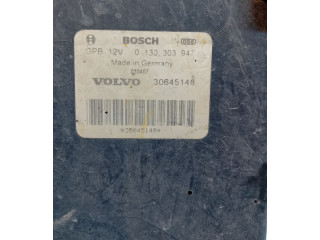 BOSCH
GPB 12V 0 130 303 947
Made in Germany
VOLVO 30645148